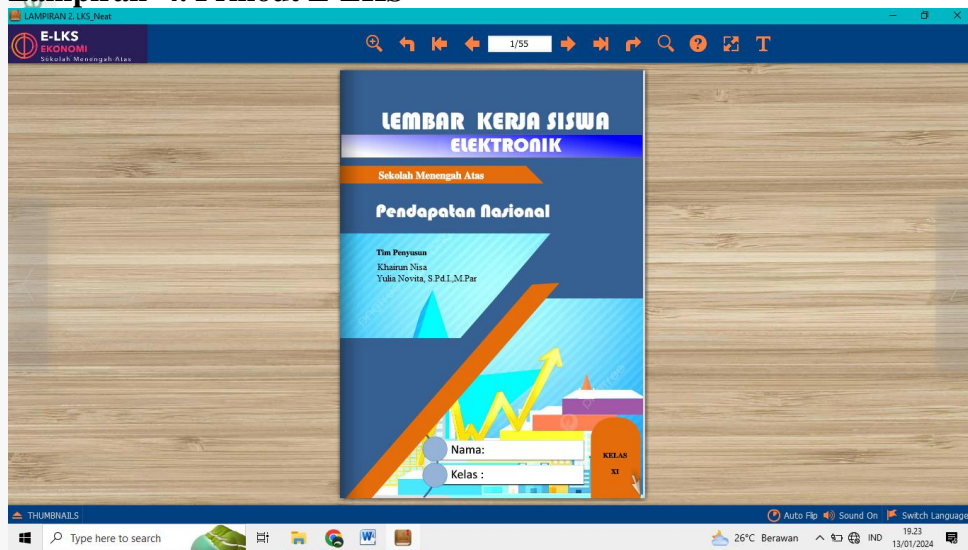 Lampiran 4. Printout E-LKS
LAMPIRAN 2. LKS_Neat
E-LKS
EKONOMI
Sekolah Menengah Atas
1/55
LEMBAR KERJA SISWA
ELEKTRONIK
Sekolah Menengah Atas
Pendapatan Nasional
Tim Penyusun
Khairun Nisa
Yulia Novita, S.Pd.I.,M.Par
Nama:
Kelas :
KELAS
XI
THUMBNAILS
Auto Flip Sound On Switch Language
Type here to search
26°C Berawan
IND
19.23
13/01/2024